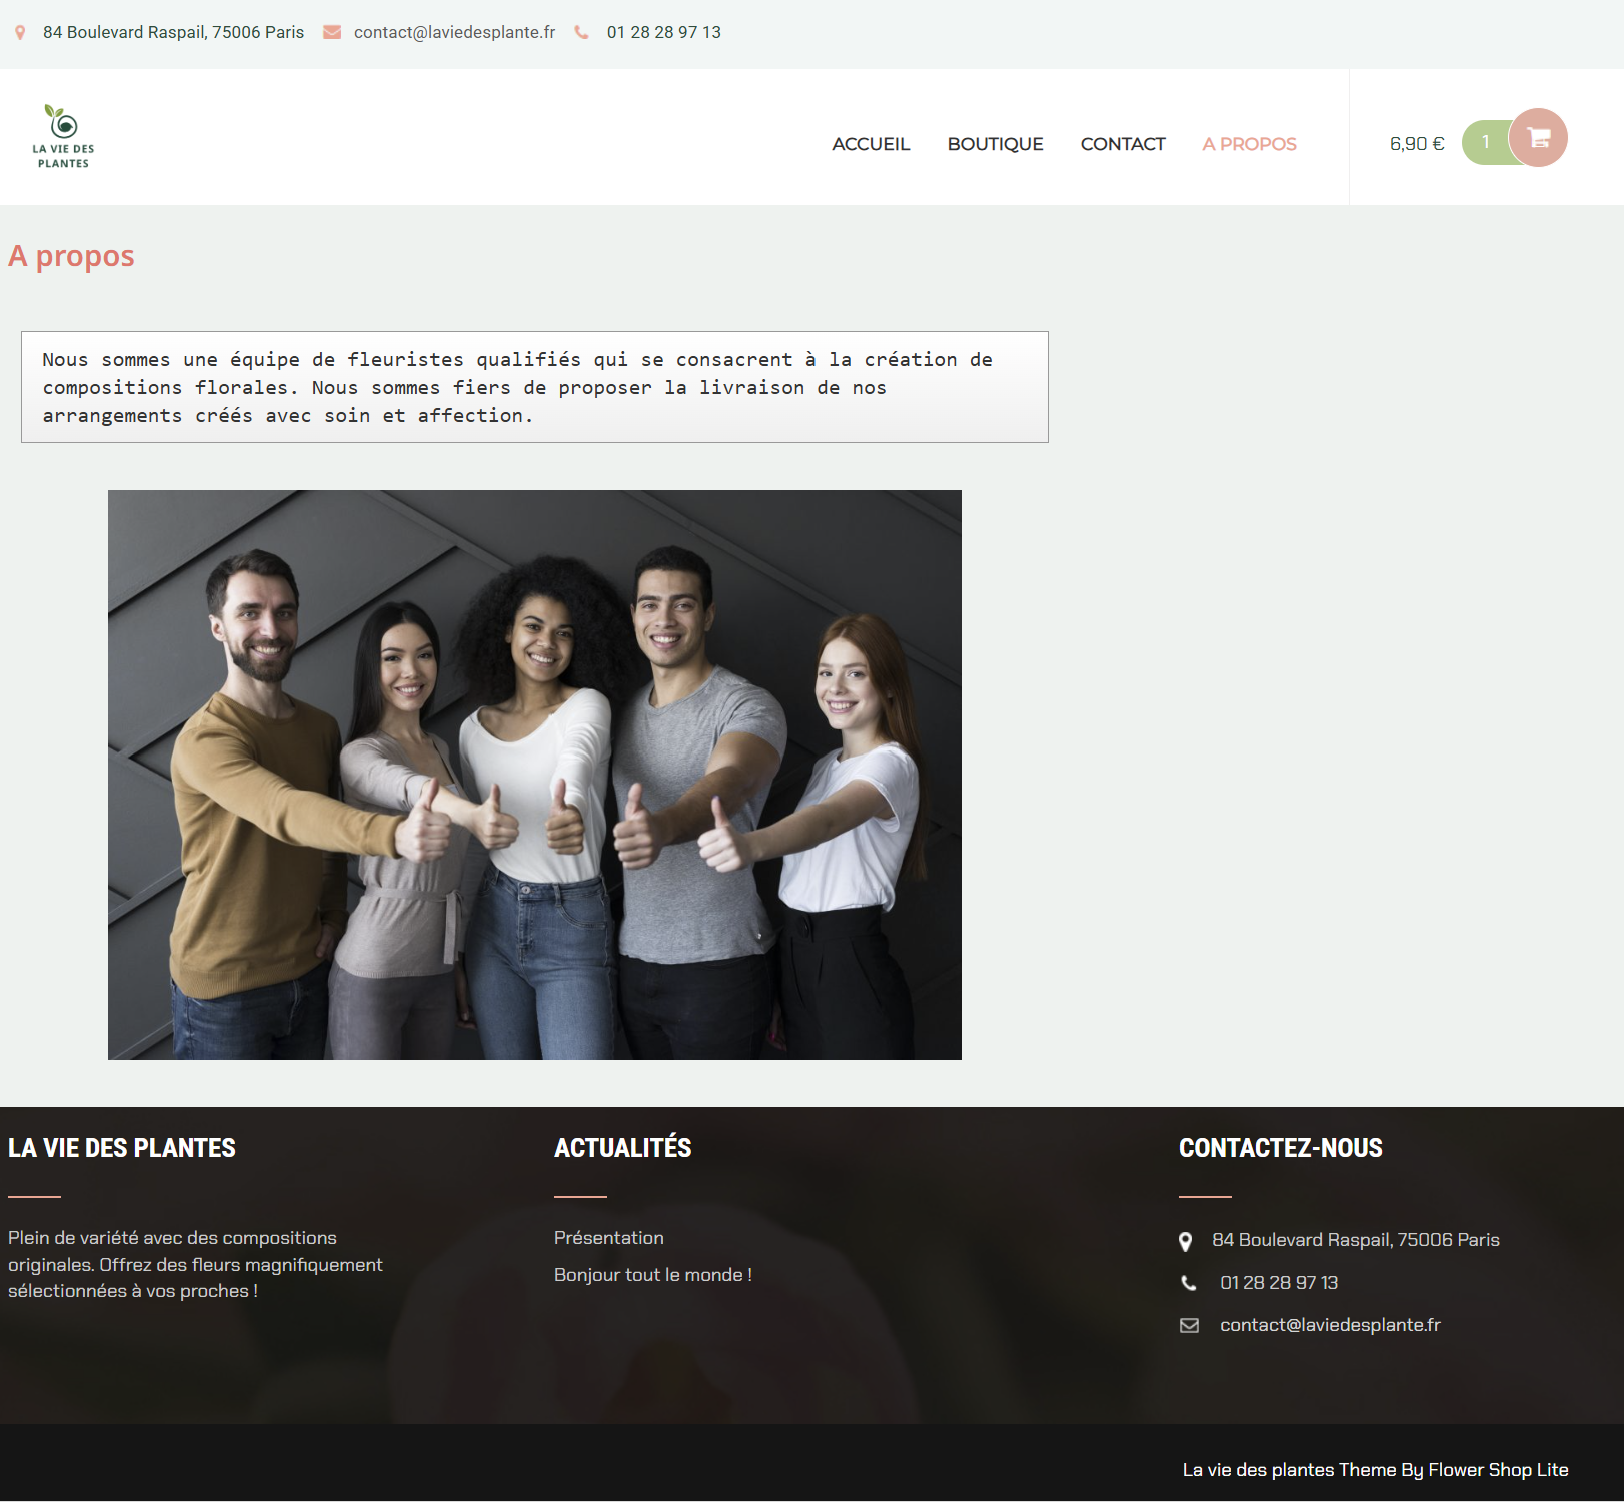 84 Boulevard Raspail, 75006 Paris contact@laviedesplante.fr 01 28 28 97 13
LA VIE DES
PLANTES
ACCUEIL BOUTIQUE CONTACT A PROPOS 6,90 € 1
A propos
Nous sommes une équipe de fleuristes qualifiés qui se consacrent à la création de
compositions florales. Nous sommes fiers de proposer la livraison de nos
arrangements créés avec soin et affection.
LA VIE DES PLANTES
Plein de variété avec des compositions
originales. Offrez des fleurs magnifiquement
sélectionnées à vos proches !
ACTUALITÉS
Présentation
Bonjour tout le monde !
CONTACTEZ-NOUS
84 Boulevard Raspail, 75006 Paris
01 28 28 97 13
contact@laviedesplante.fr
La vie des plantes Theme By Flower Shop Lite